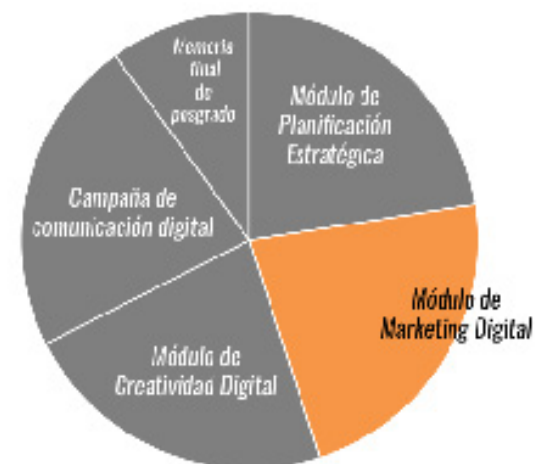 Memoria
final
de
posgrado
Módulo de
Planificación
Estratégica
Campaña de
comunicación digital
Módulo de
Marketing Digital
Módulo de
Creatividad Digital